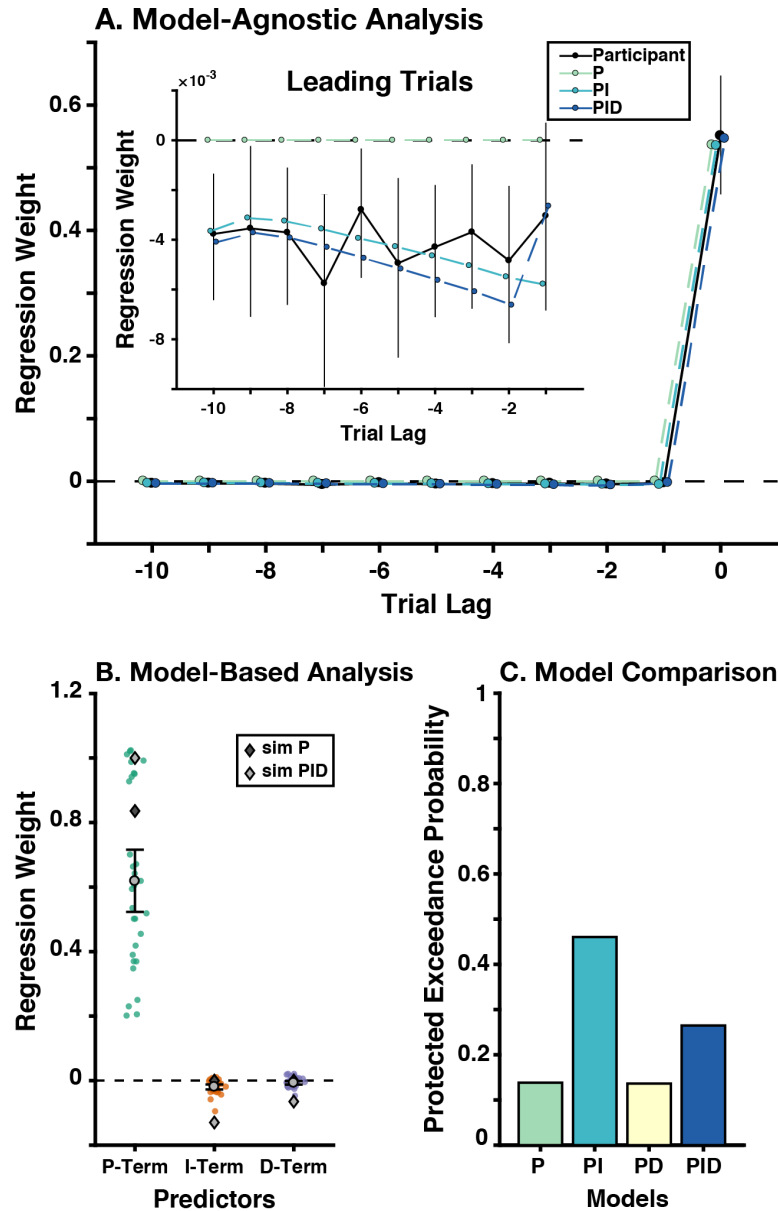 A. Model-Agnostic Analysis
Participant
P
PI
PID
×10⁻³
Leading Trials
0
-4
-8
Regression Weight
-10
-8
-6
-4
-2
Trial Lag
0.6
0.4
0.2
0
Regression Weight
-10
-8
-6
-4
-2
0
Trial Lag
B. Model-Based Analysis
1.2
0.8
0.4
0
Regression Weight
sim P
sim PID
P-Term
I-Term
D-Term
Predictors
C. Model Comparison
1
0.8
0.6
0.4
0.2
0
Protected Exceedance Probability
P
PI
PD
PID
Models